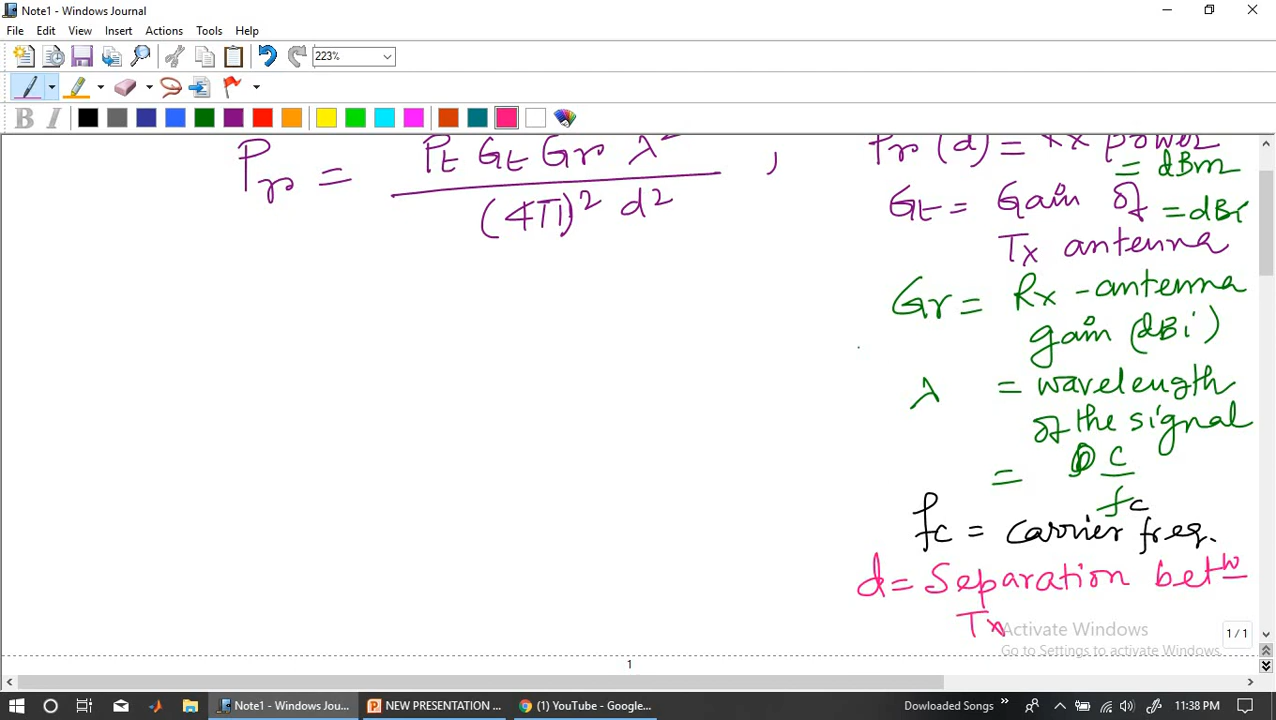 Note1 - Windows Journal
File Edit View Insert Actions Tools Help
223%
B I
Pr = Pt Gt Gr λ² / (4π)² d² ,
Pr (d) = power
= dBm
Gt = Gain of = dBi
Tx antenna
Gr = Rx - antenna
gain (dBi)
λ = wavelength
of the signal
= c / fc
fc = carrier freq.
d = Separation betw
Tx
Activate Windows
Go to Settings to activate Windows.
1 / 1
1
Note1 - Windows Jou... NEW PRESENTATION ... (1) YouTube - Google... Downloaded Songs 11:38 PM